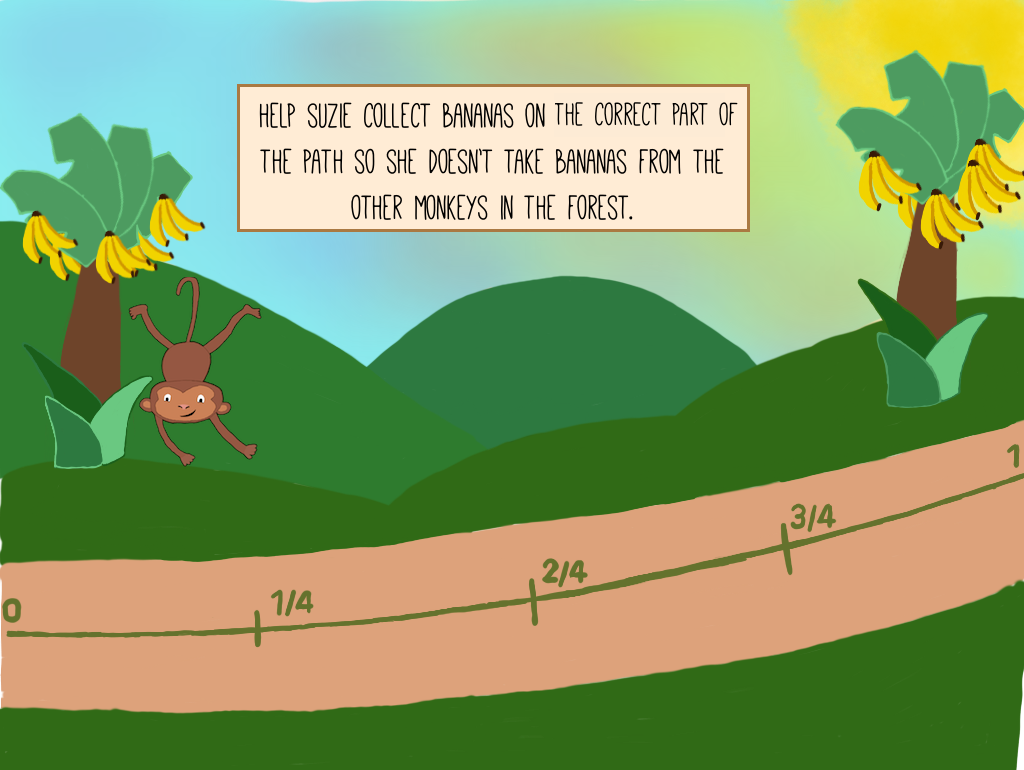 HELP SUZIE COLLECT BANANAS ON THE CORRECT PART OF
THE PATH SO SHE DOESN'T TAKE BANANAS FROM THE
OTHER MONKEYS IN THE FOREST.
0
1/4
2/4
3/4
1